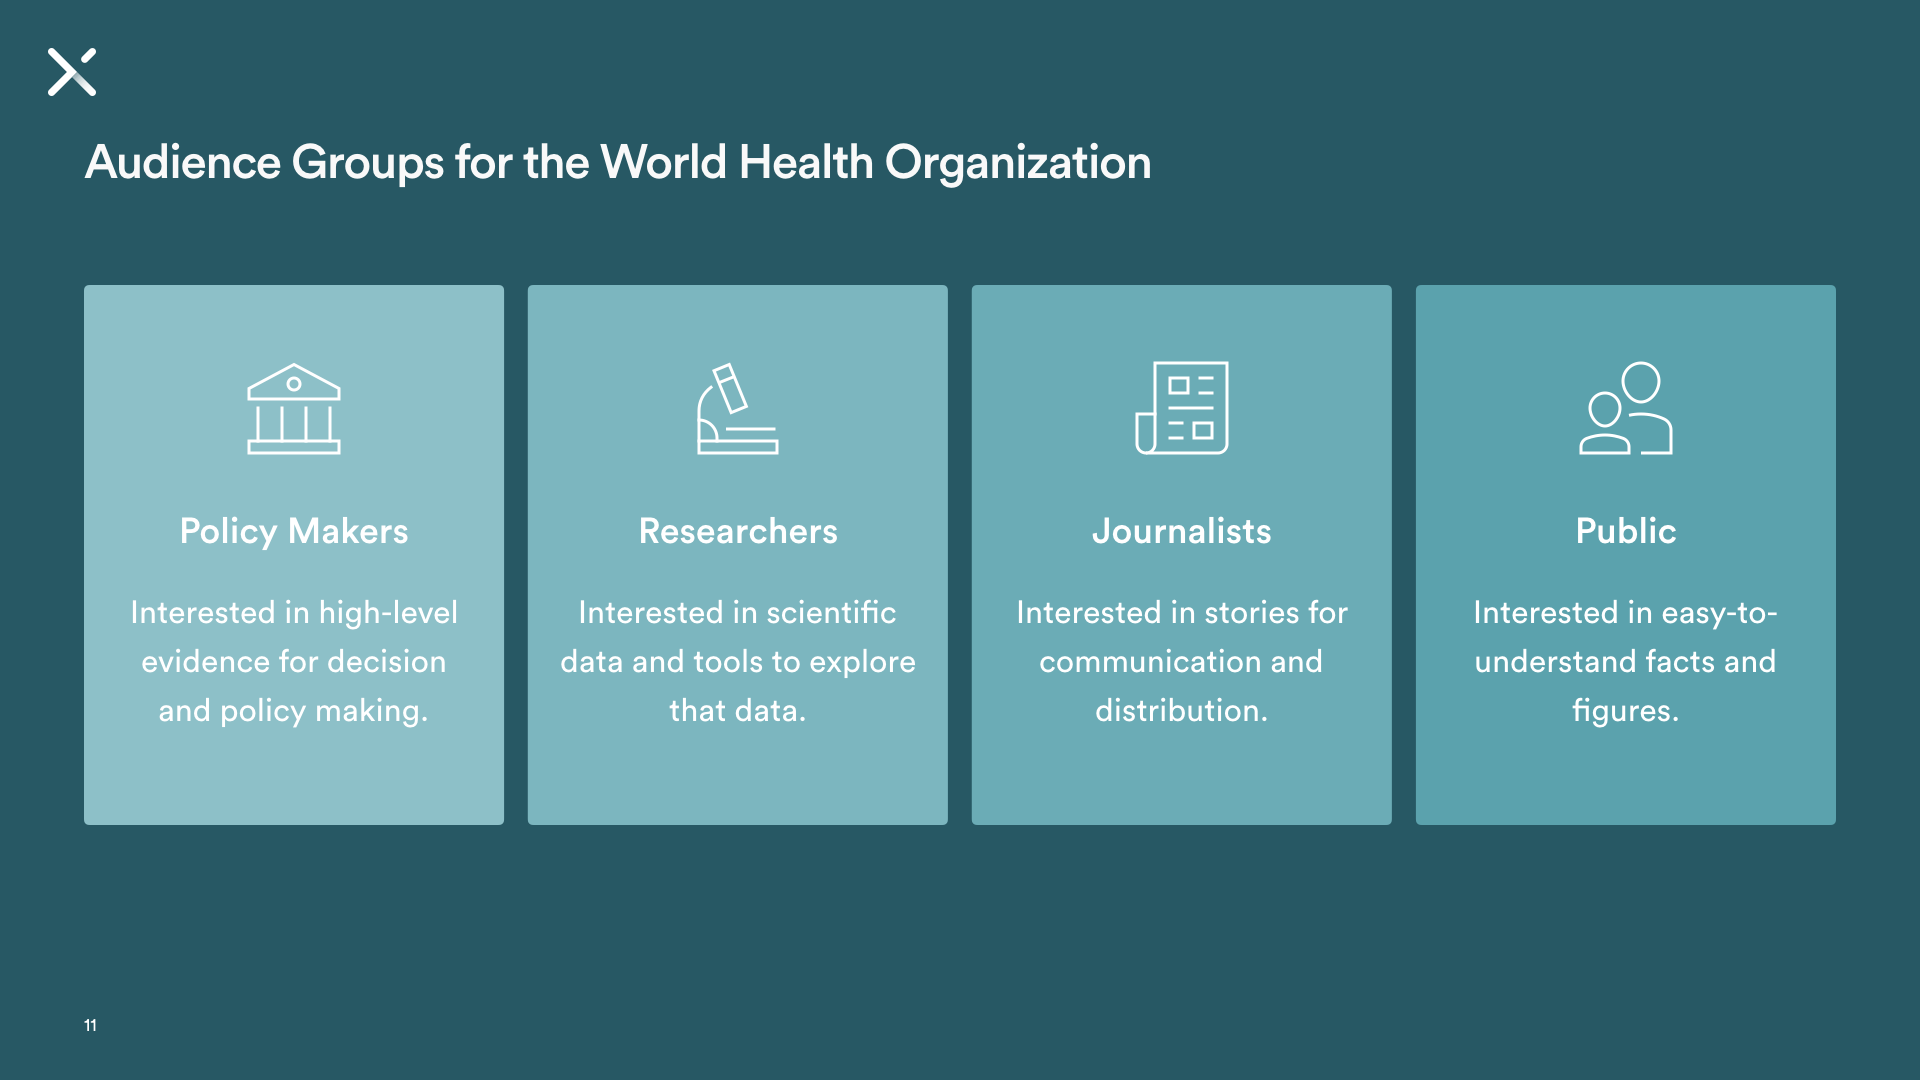 Audience Groups for the World Health Organization
Policy Makers
Interested in high-level
evidence for decision
and policy making.
Researchers
Interested in scientific
data and tools to explore
that data.
Journalists
Interested in stories for
communication and
distribution.
Public
Interested in easy-to-
understand facts and
figures.
11